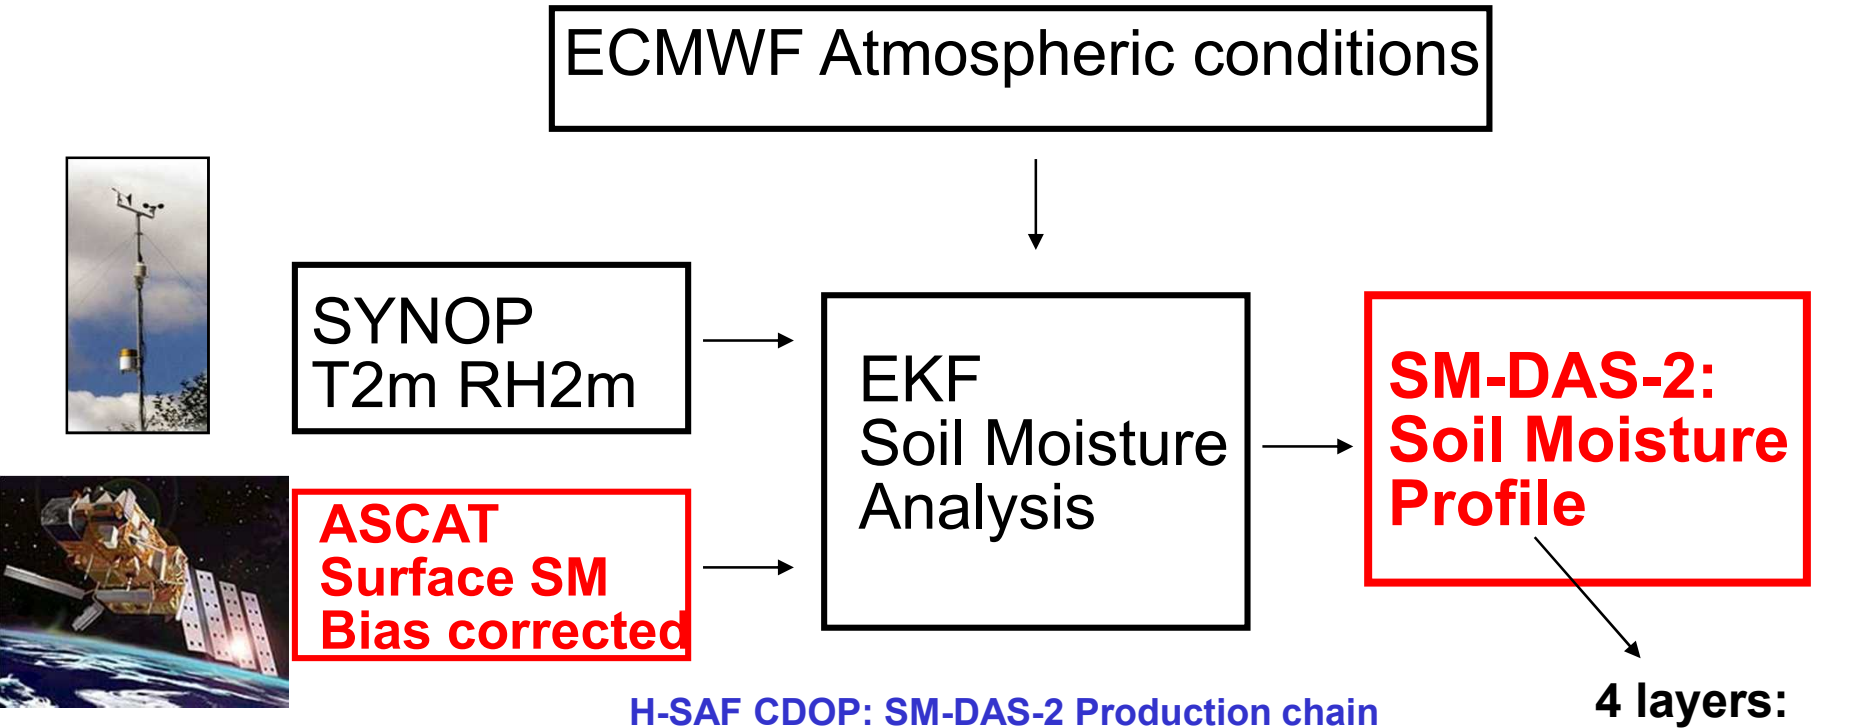 ECMWF Atmospheric conditions
SYNOP
T2m RH2m
ASCAT
Surface SM
Bias corrected
EKF
Soil Moisture
Analysis
SM-DAS-2:
Soil Moisture
Profile
H-SAF CDOP: SM-DAS-2 Production chain
4 layers: